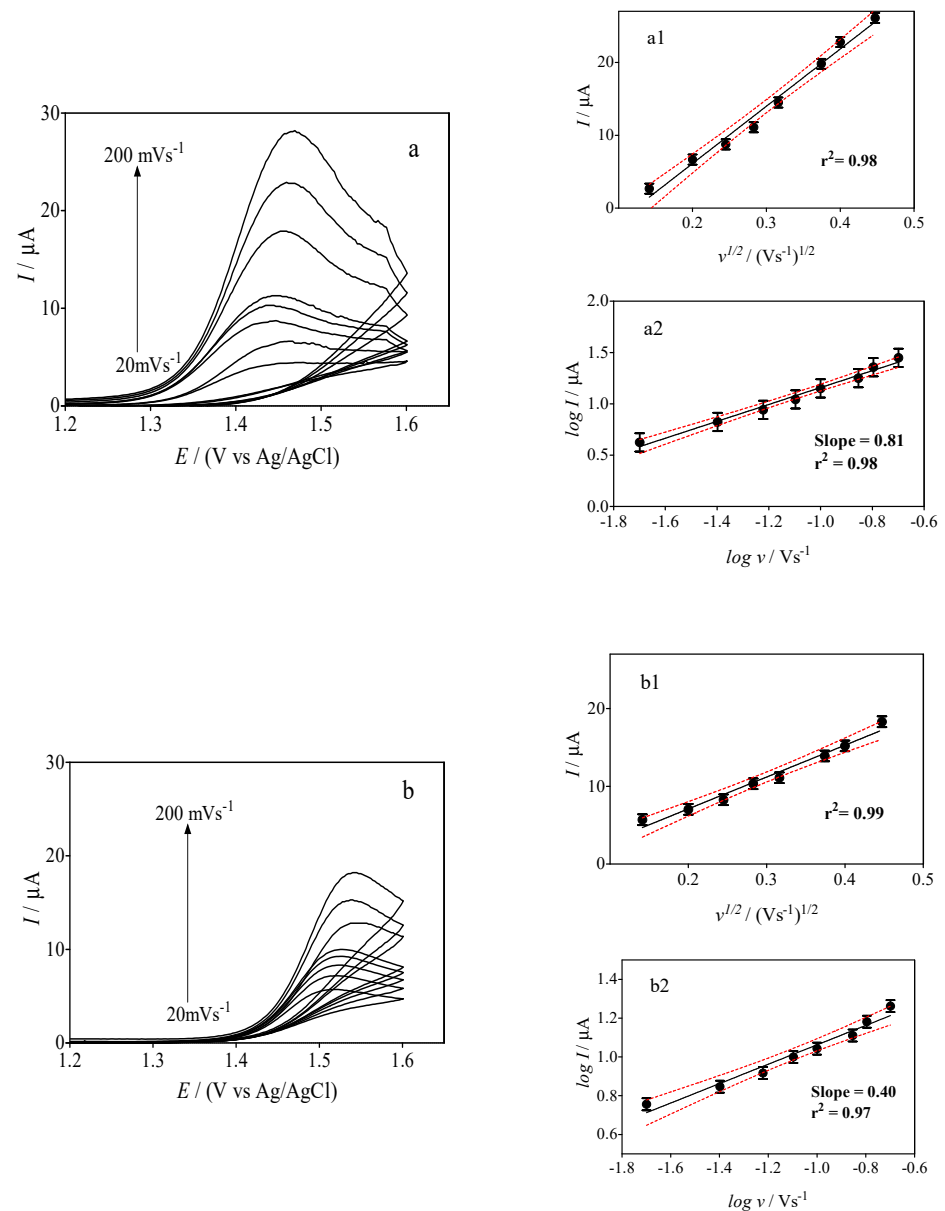 a
200 mVs⁻¹
20mVs⁻¹
30
20
10
0
I / μA
1.2 1.3 1.4 1.5 1.6
E / (V vs Ag/AgCl)
a1
20
10
0
I / μA
r²= 0.98
0.2 0.3 0.4 0.5
v^1/2 / (Vs⁻¹)^1/2
a2
2.0
1.5
1.0
0.5
0.0
log I / μA
Slope = 0.81
r² = 0.98
-1.8 -1.6 -1.4 -1.2 -1.0 -0.8 -0.6
log v / Vs⁻¹
b
200 mVs⁻¹
20mVs⁻¹
30
20
10
0
I / μA
1.2 1.3 1.4 1.5 1.6
E / (V vs Ag/AgCl)
b1
20
10
0
I / μA
r²= 0.99
0.2 0.3 0.4 0.5
v^1/2 / (Vs⁻¹)^1/2
b2
1.4
1.2
1.0
0.8
0.6
log I / μA
Slope = 0.40
r² = 0.97
-1.8 -1.6 -1.4 -1.2 -1.0 -0.8 -0.6
log v / Vs⁻¹